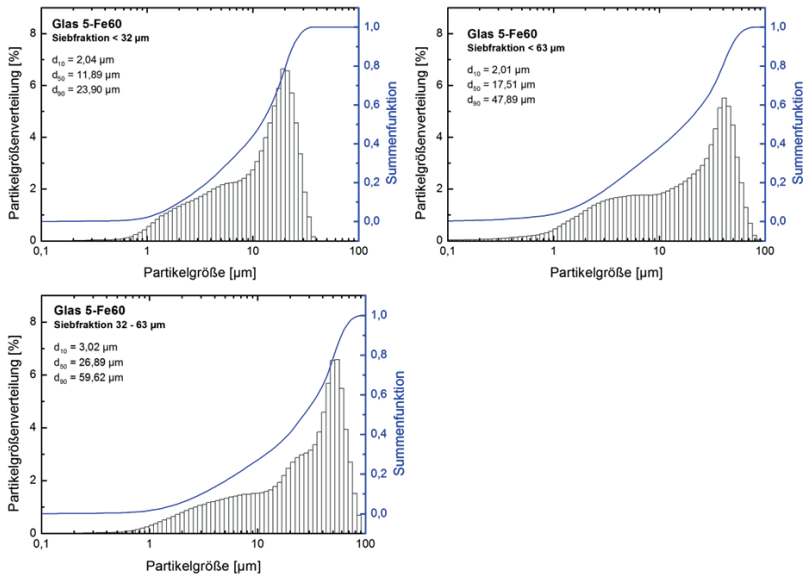 Glas 5-Fe60
Siebfraktion < 32 µm
d10 = 2,04 µm
d50 = 11,89 µm
d90 = 23,90 µm
Partikelgrößenverteilung [%]
8
6
4
2
0
0,1
1
10
100
Partikelgröße [µm]
1,0
0,8
0,6
0,4
0,2
0,0
Summenfunktion
Glas 5-Fe60
Siebfraktion < 63 µm
d10 = 2,01 µm
d50 = 17,51 µm
d90 = 47,89 µm
Partikelgrößenverteilung [%]
8
6
4
2
0
0,1
1
10
100
Partikelgröße [µm]
1,0
0,8
0,6
0,4
0,2
0,0
Summenfunktion
Glas 5-Fe60
Siebfraktion 32 - 63 µm
d10 = 3,02 µm
d50 = 26,89 µm
d90 = 59,62 µm
Partikelgrößenverteilung [%]
8
6
4
2
0
0,1
1
10
100
Partikelgröße [µm]
1,0
0,8
0,6
0,4
0,2
0,0
Summenfunktion